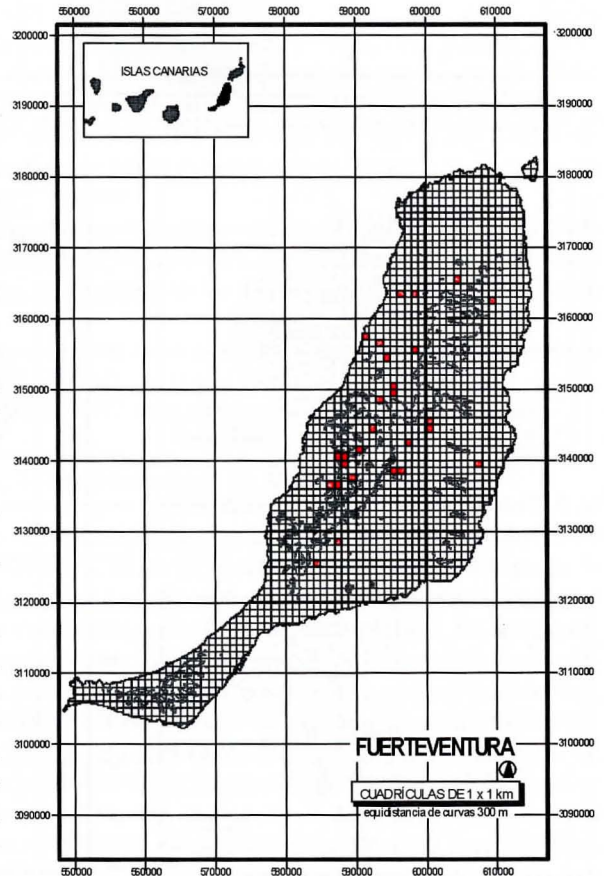 550000 560000 570000 580000 590000 600000 610000
3200000 3200000
ISLAS CANARIAS
3190000 3190000
3180000 3180000
3170000 3170000
3160000 3160000
3150000 3150000
3140000 3140000
3130000 3130000
3120000 3120000
3110000 3110000
3100000 3100000
FUERTEVENTURA
CUADRÍCULAS DE 1 x 1 km
3090000 3090000
equidistancia de curvas 300 m
550000 560000 570000 580000 590000 600000 610000